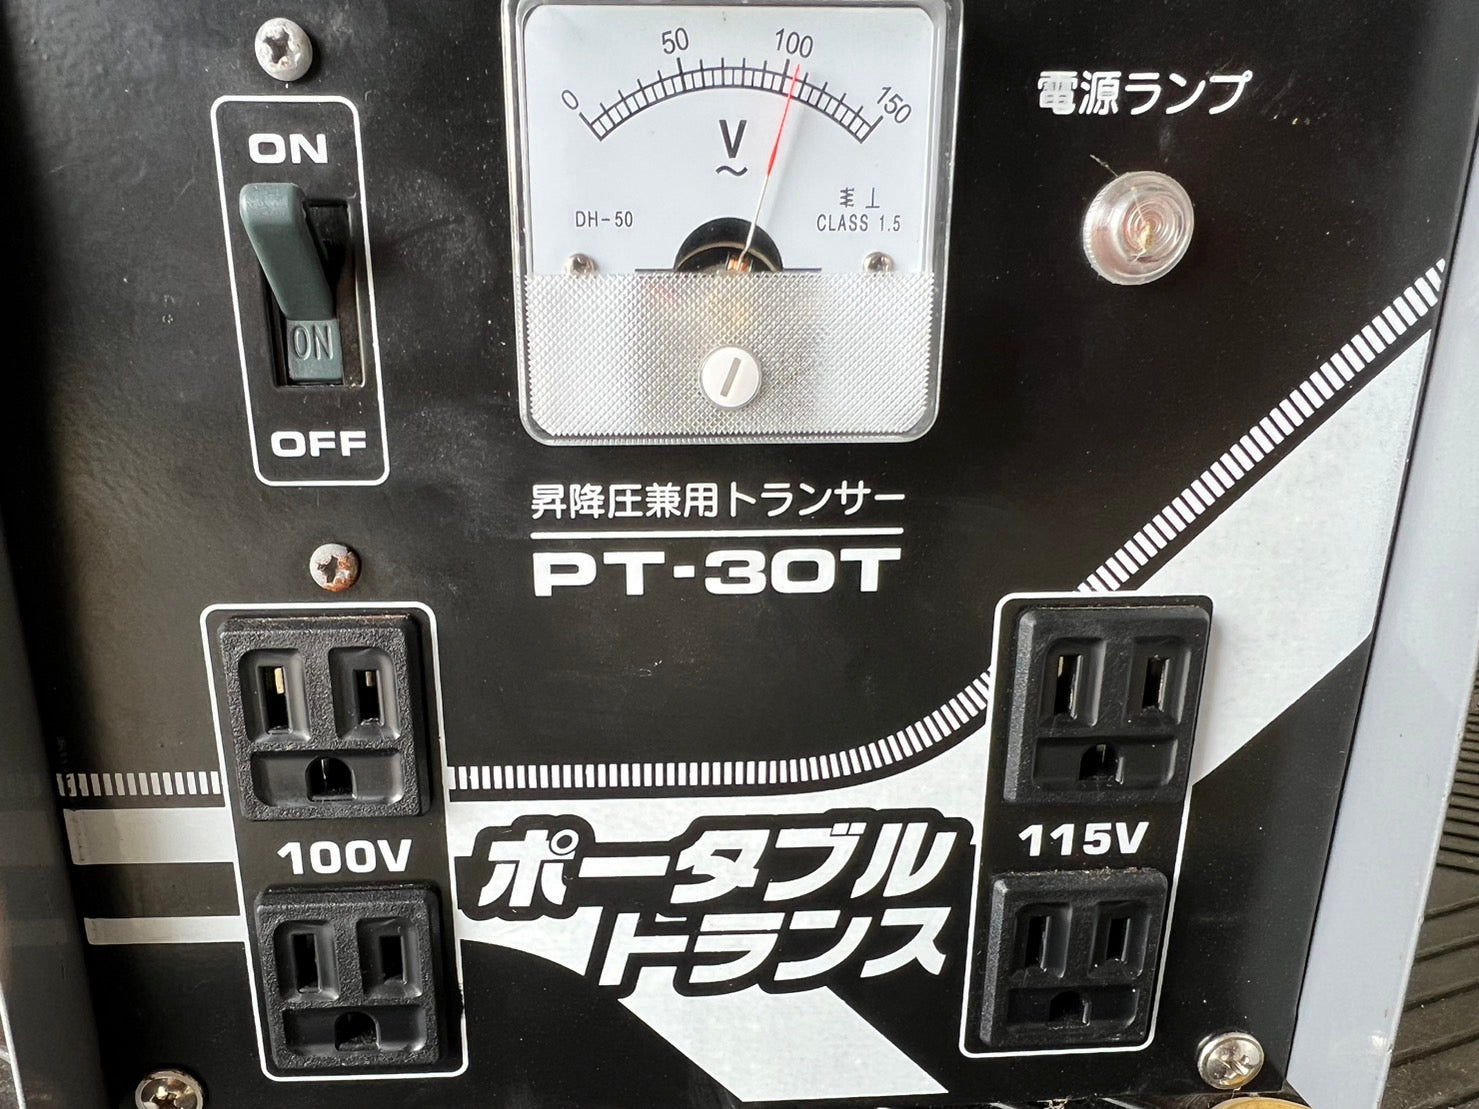 0 50 100 150
V
DH-50
CLASS 1.5
電源ランプ
ON
ON
OFF
昇降圧兼用トランサー
PT-30T
100V
115V
ポータブル
トランス